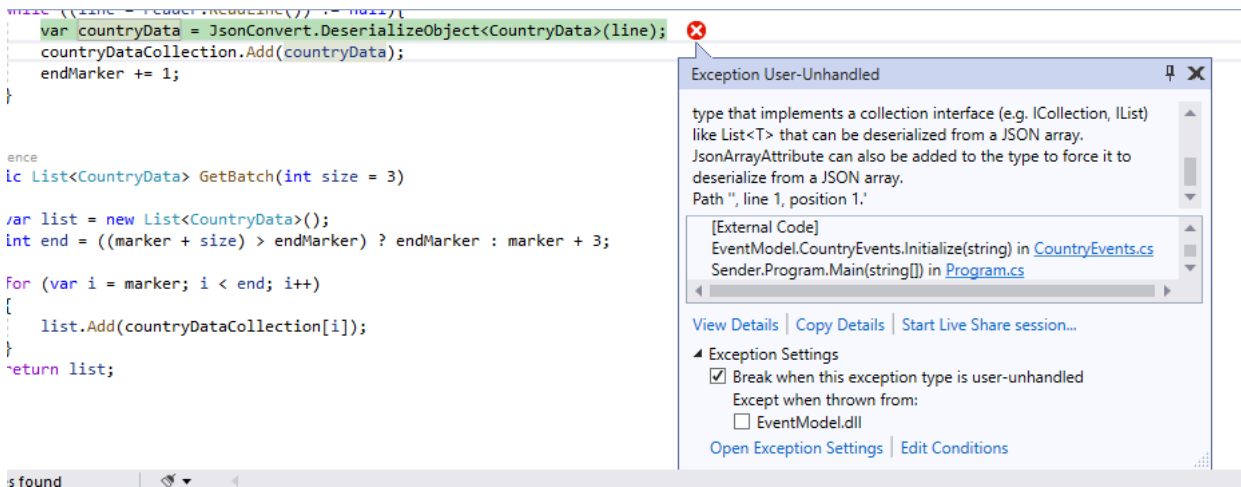 while ((line = reader.ReadLine()) != null){
var countryData = JsonConvert.DeserializeObject<CountryData>(line);
countryDataCollection.Add(countryData);
endMarker += 1;
}
ence
ic List<CountryData> GetBatch(int size = 3)
var list = new List<CountryData>();
int end = ((marker + size) > endMarker) ? endMarker : marker + 3;
for (var i = marker; i < end; i++)
{
list.Add(countryDataCollection[i]);
}
return list;
Exception User-Unhandled
type that implements a collection interface (e.g. ICollection, IList)
like List<T> that can be deserialized from a JSON array.
JsonArrayAttribute can also be added to the type to force it to
deserialize from a JSON array.
Path '', line 1, position 1.'
[External Code]
EventModel.CountryEvents.Initialize(string) in CountryEvents.cs
Sender.Program.Main(string[]) in Program.cs
View Details | Copy Details | Start Live Share session...
Exception Settings
Break when this exception type is user-unhandled
Except when thrown from:
EventModel.dll
Open Exception Settings | Edit Conditions
s found